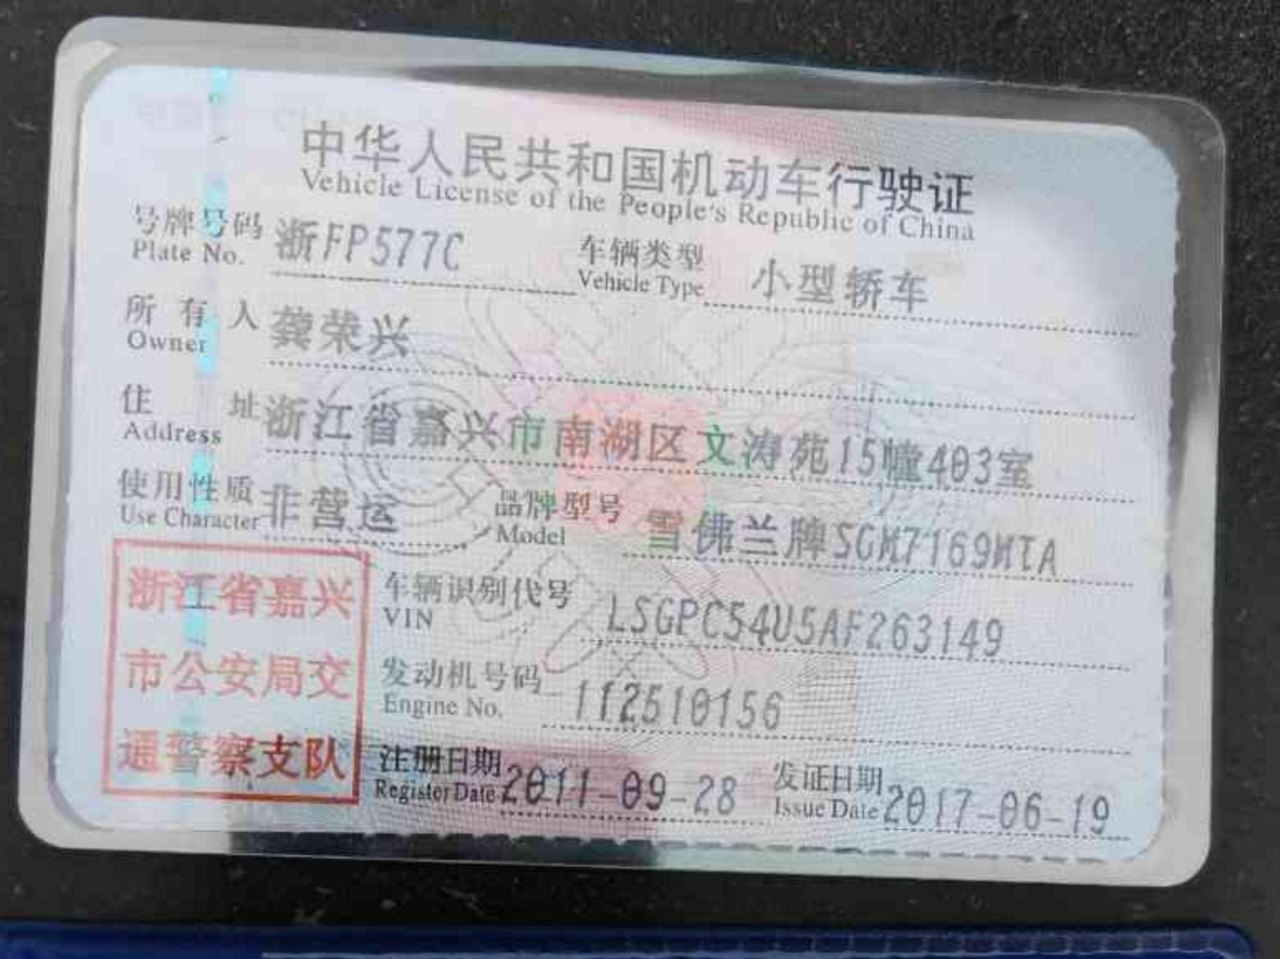 中华人民共和国机动车行驶证
Vehicle License of the People's Republic of China
号牌号码 浙FP577C 车辆类型 小型轿车
Plate No. Vehicle Type
所有人 龚荣兴
Owner
住址 浙江省嘉兴市南湖区文涛苑15幢403室
Address
使用性质 非营运 品牌型号 雪佛兰牌SGM7169MTA
Use Character Model
浙江省嘉兴
市公安局交
通警察支队
车辆识别代号 LSGPC54U5AF263149
VIN
发动机号码 112510156
Engine No.
注册日期 2011-09-28 发证日期 2017-06-19
Register Date Issue Date